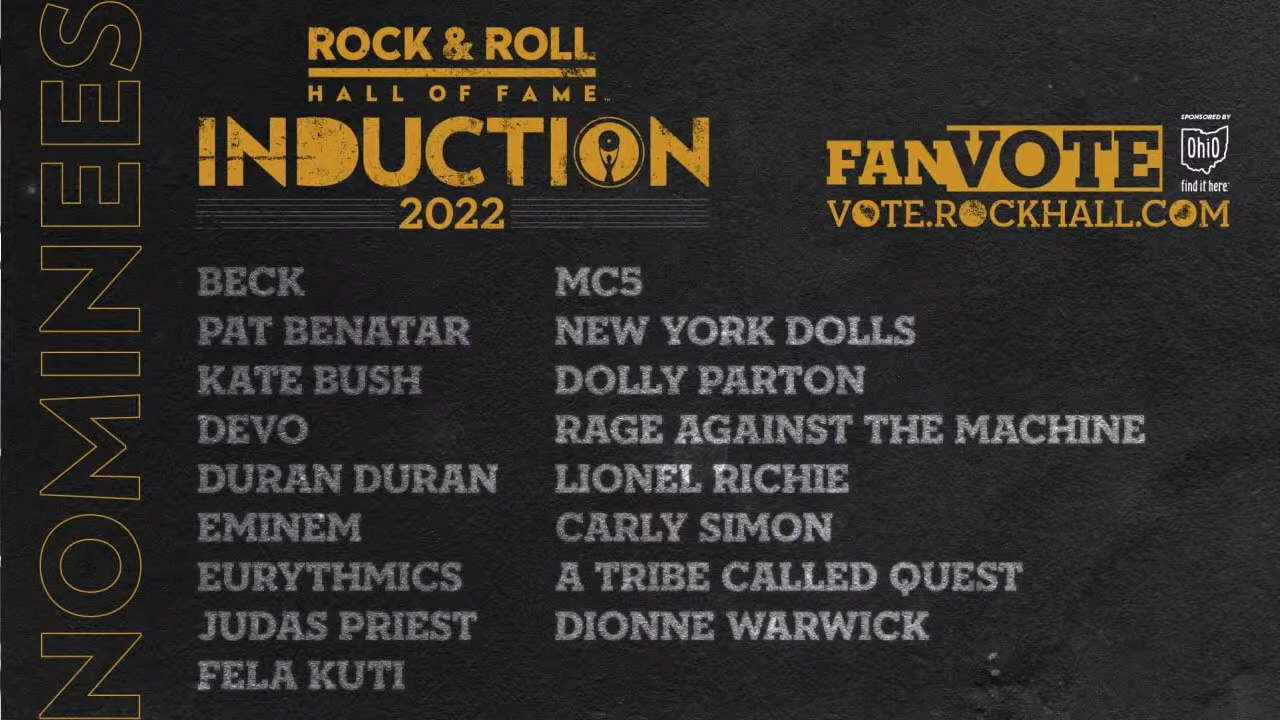 NOMINEES
ROCK & ROLL
HALL OF FAME™
INDUCTION
2022
FANVOTE
VOTE.ROCKHALL.COM
SPONSORED BY
Ohio
find it here.
BECK
PAT BENATAR
KATE BUSH
DEVO
DURAN DURAN
EMINEM
EURYTHMICS
JUDAS PRIEST
FELA KUTI
MC5
NEW YORK DOLLS
DOLLY PARTON
RAGE AGAINST THE MACHINE
LIONEL RICHIE
CARLY SIMON
A TRIBE CALLED QUEST
DIONNE WARWICK